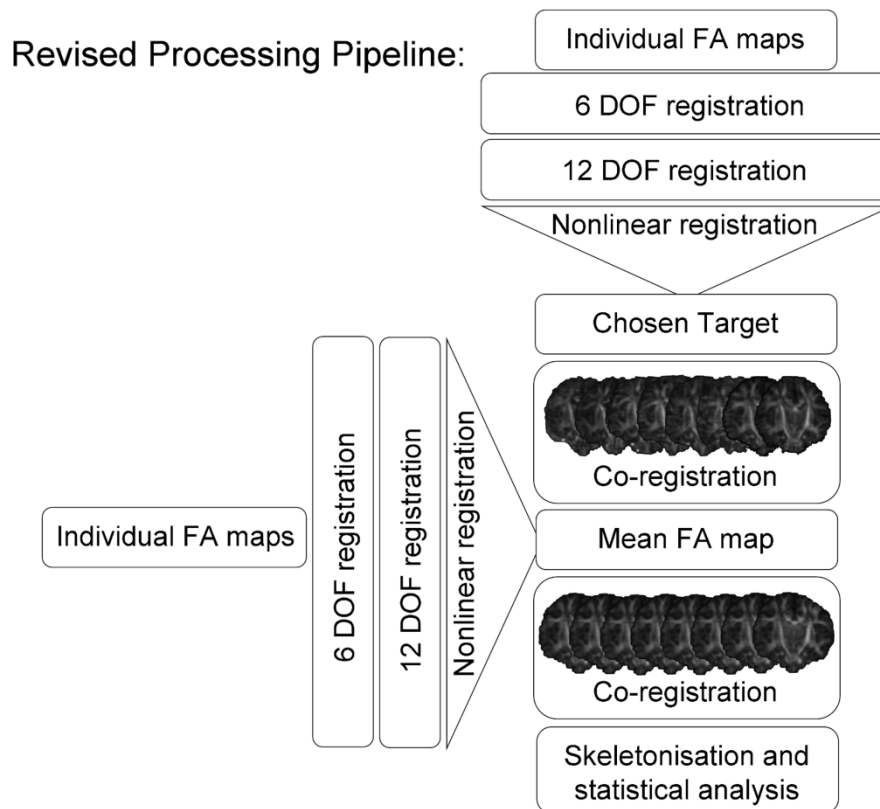 Revised Processing Pipeline:
Individual FA maps
6 DOF registration
12 DOF registration
Nonlinear registration
Chosen Target
Co-registration
Individual FA maps
6 DOF registration
12 DOF registration
Nonlinear registration
Mean FA map
Co-registration
Skeletonisation and
statistical analysis